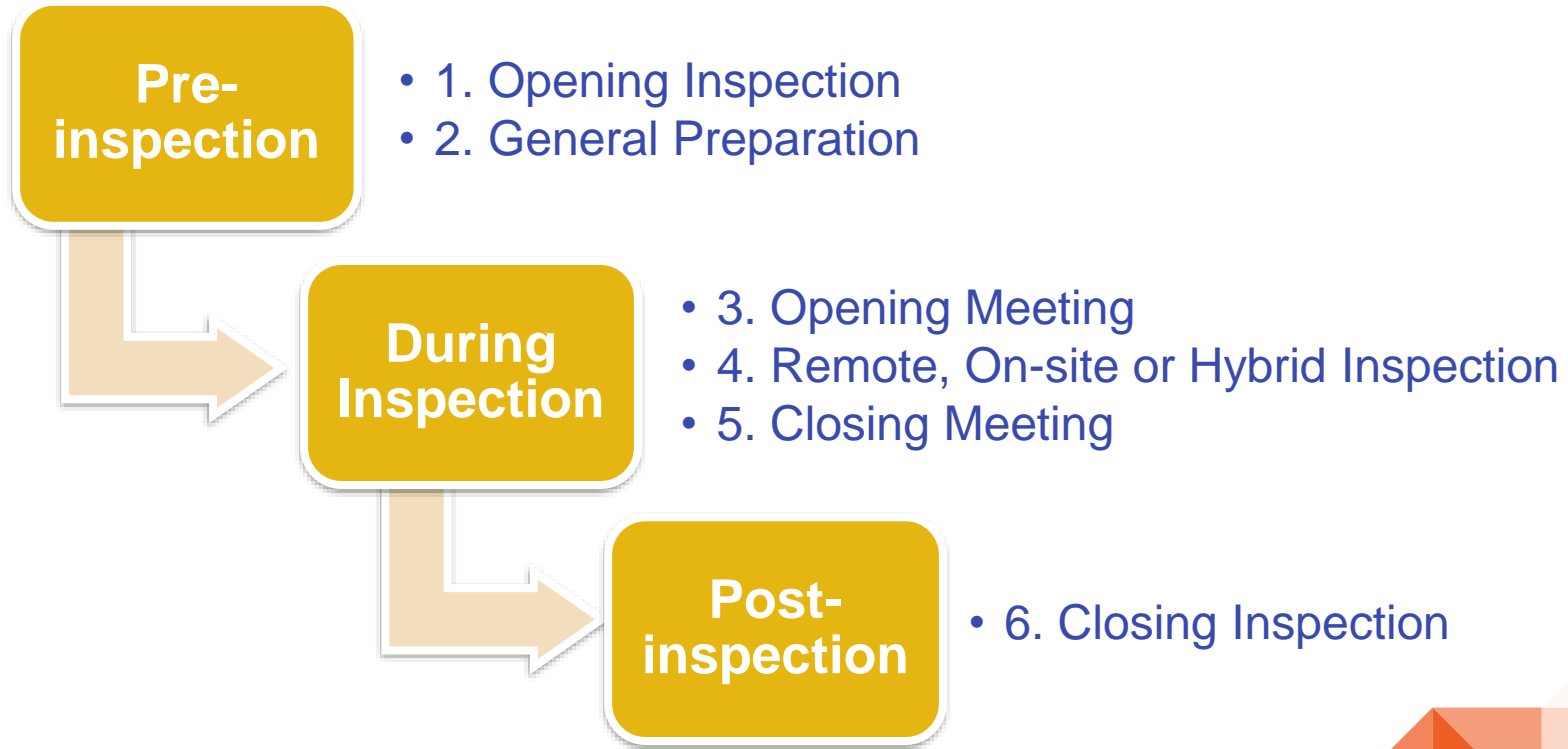 Pre-
inspection
• 1. Opening Inspection
• 2. General Preparation
During
Inspection
• 3. Opening Meeting
• 4. Remote, On-site or Hybrid Inspection
• 5. Closing Meeting
Post-
inspection
• 6. Closing Inspection